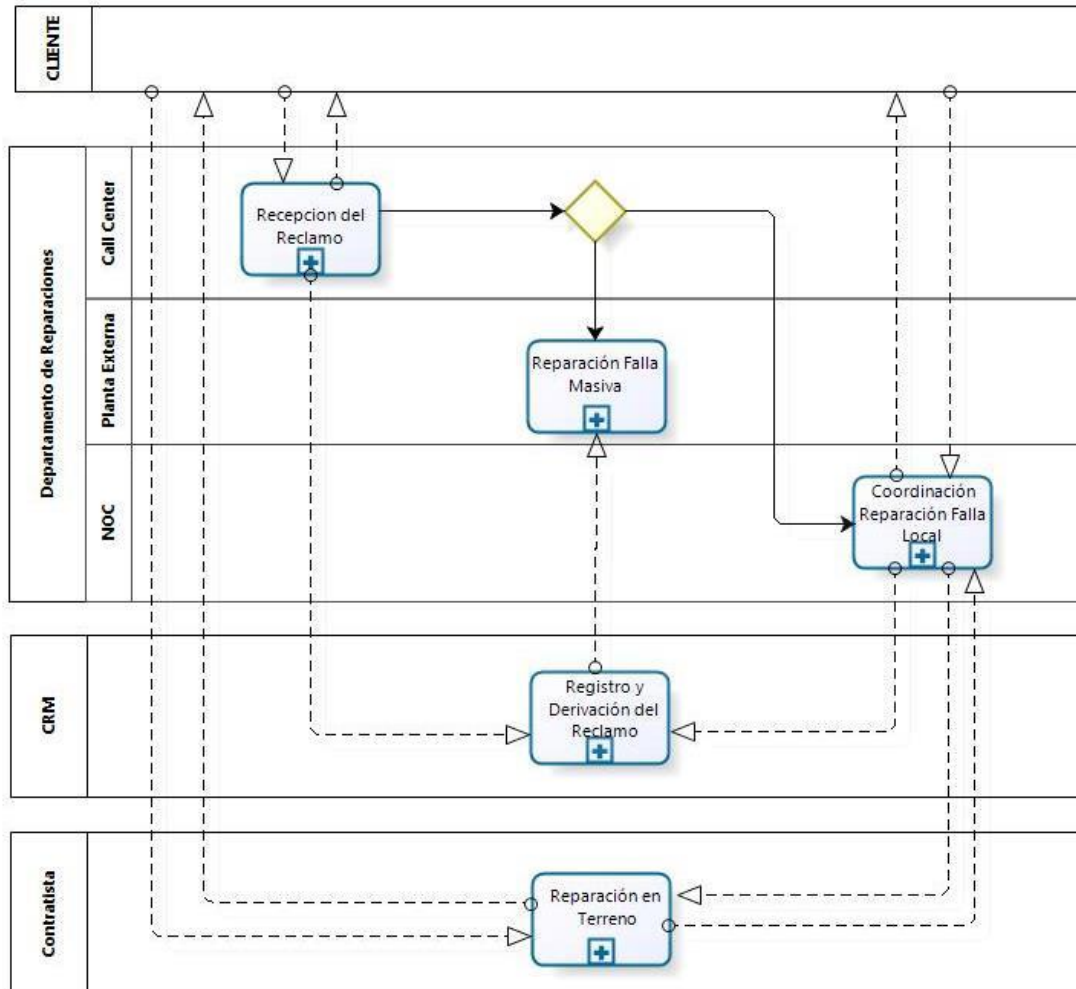 CLIENTE
Departamento de Reparaciones
Call Center
Recepcion del
Reclamo
Planta Externa
Reparación Falla
Masiva
NOC
Coordinación
Reparación Falla
Local
CRM
Registro y
Derivación del
Reclamo
Contratista
Reparación en
Terreno